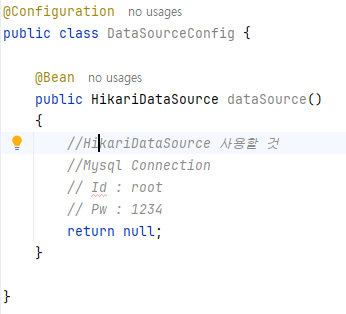 @Configuration no usages
public class DataSourceConfig {
@Bean no usages
public HikariDataSource dataSource()
{
//HikariDataSource 사용할 것
//Mysql Connection
// Id : root
// Pw : 1234
return null;
}
}